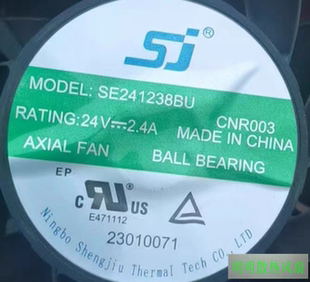 SJ®
MODEL: SE241238BU
RATING:24V⎓2.4A
CNR003
MADE IN CHINA
AXIAL FAN
BALL BEARING
EP
c RU US
E471112
23010071
Ningbo Shengjiu Thermal Tech CO., LTD